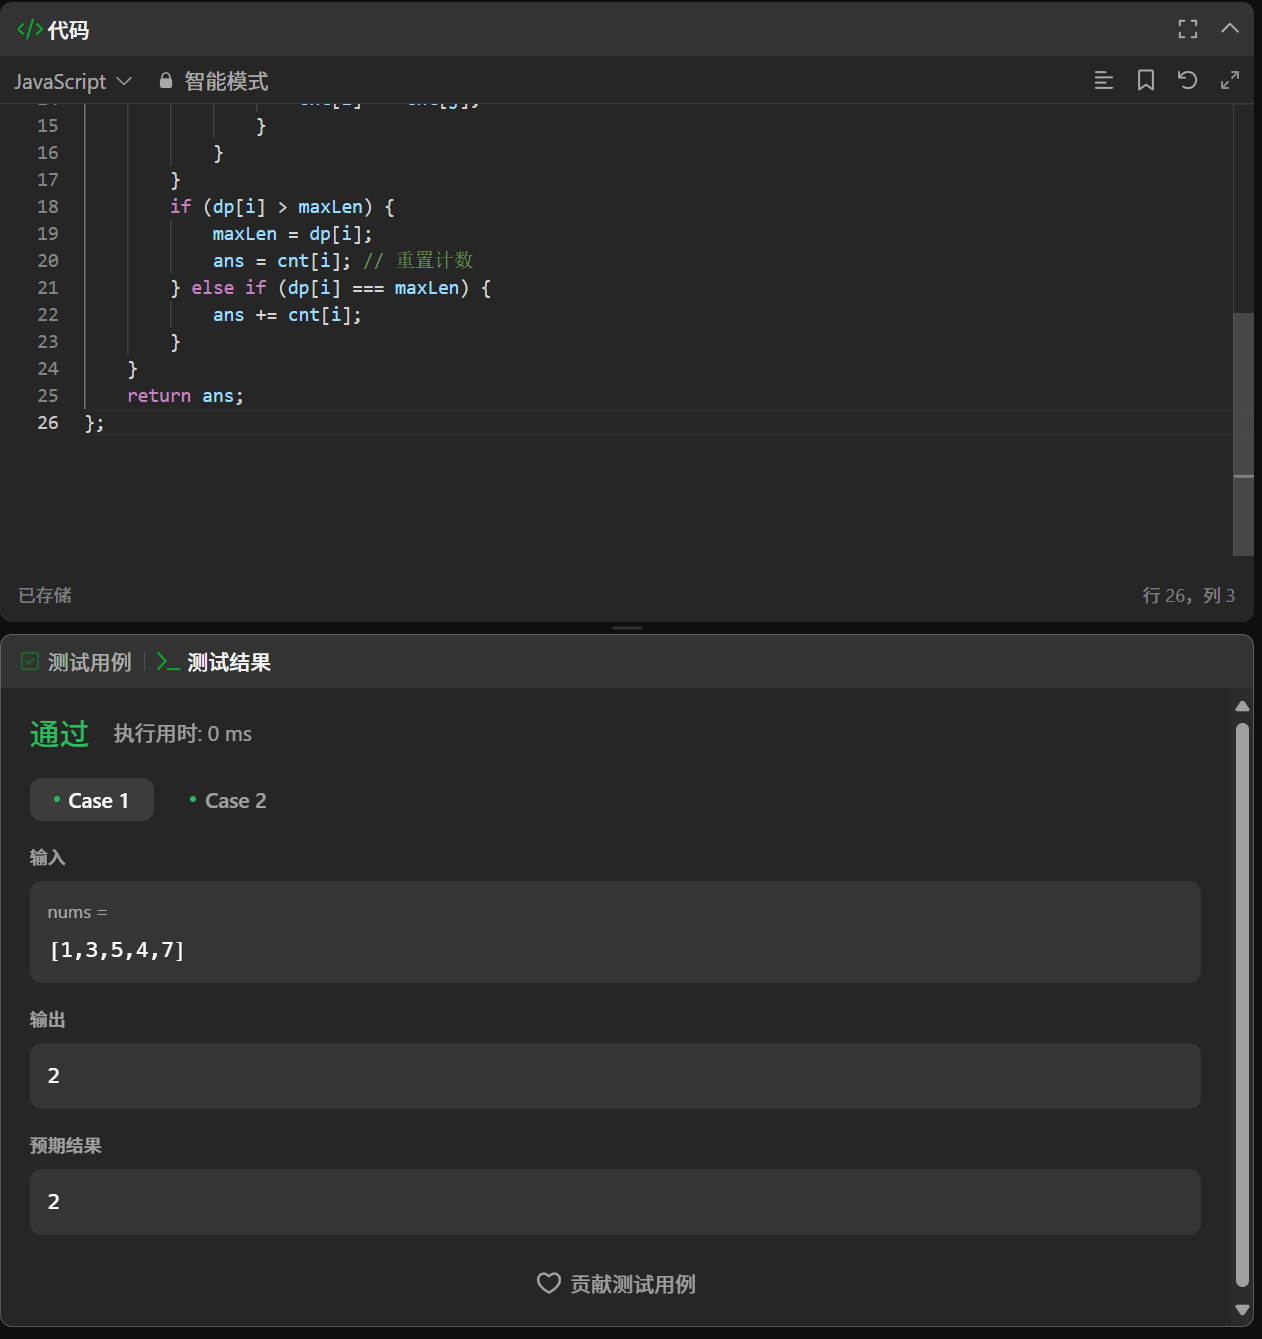 </> 代码
JavaScript 智能模式
15 }
16 }
17 }
18 if (dp[i] > maxLen) {
19 maxLen = dp[i];
20 ans = cnt[i]; // 重置计数
21 } else if (dp[i] === maxLen) {
22 ans += cnt[i];
23 }
24 }
25 return ans;
26 };
已存储 行 26，列 3
测试用例 >_ 测试结果
通过 执行用时: 0 ms
Case 1 Case 2
输入
nums =
[1,3,5,4,7]
输出
2
预期结果
2
贡献测试用例